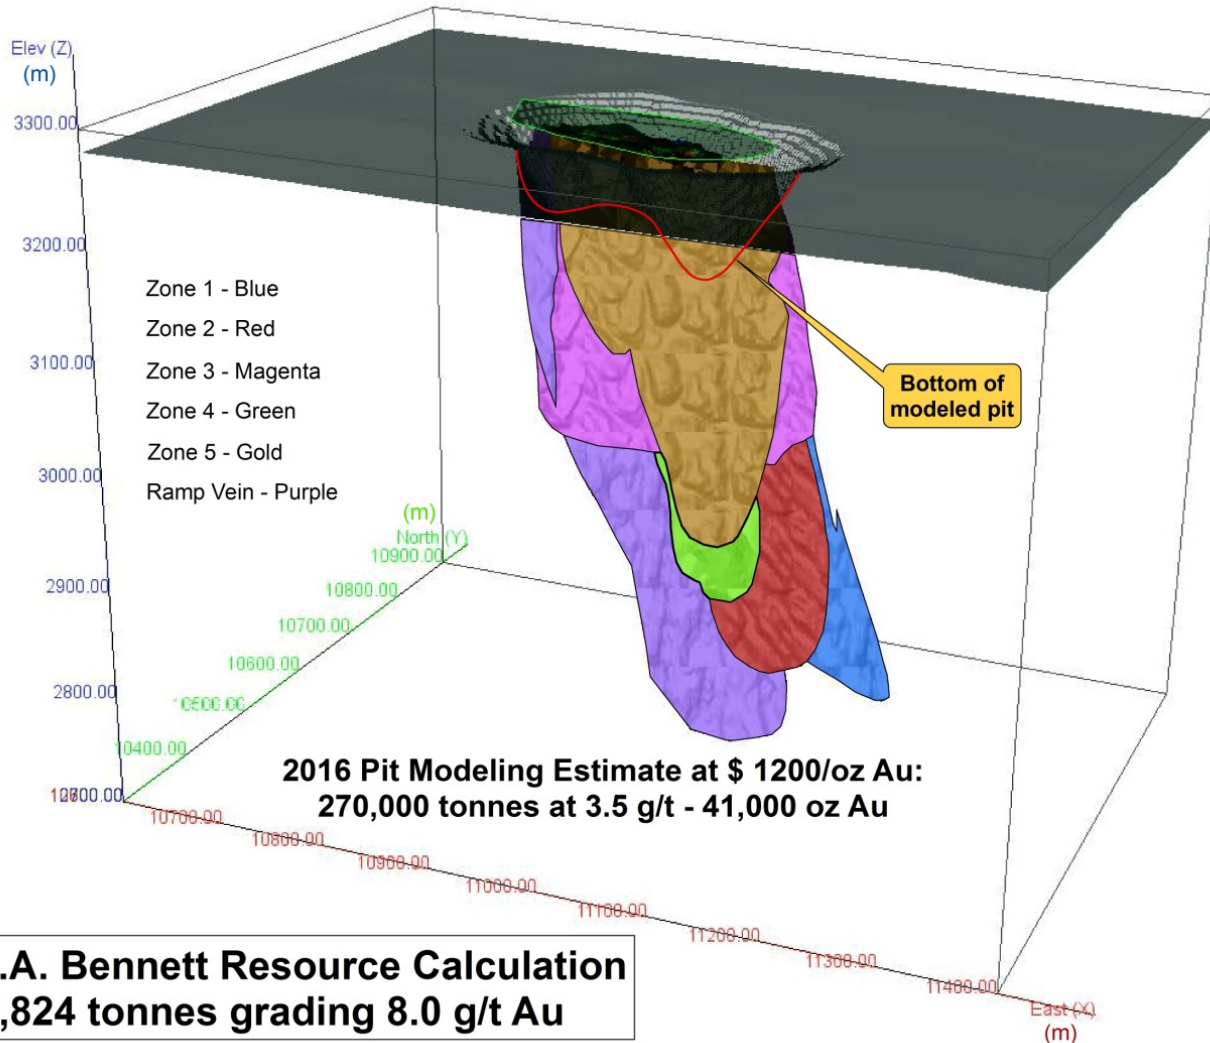 Elev (Z)
(m)
3300.00
3200.00
3100.00
3000.00
2900.00
2800.00
Zone 1 - Blue
Zone 2 - Red
Zone 3 - Magenta
Zone 4 - Green
Zone 5 - Gold
Ramp Vein - Purple
Bottom of
modeled pit
(m)
North (Y)
10900.00
10800.00
10700.00
10600.00
10500.00
10400.00
2016 Pit Modeling Estimate at $ 1200/oz Au:
270,000 tonnes at 3.5 g/t - 41,000 oz Au
10700.00
10800.00
10900.00
11000.00
11100.00
11200.00
11300.00
11400.00
East (X)
(m)
.A. Bennett Resource Calculation
,824 tonnes grading 8.0 g/t Au